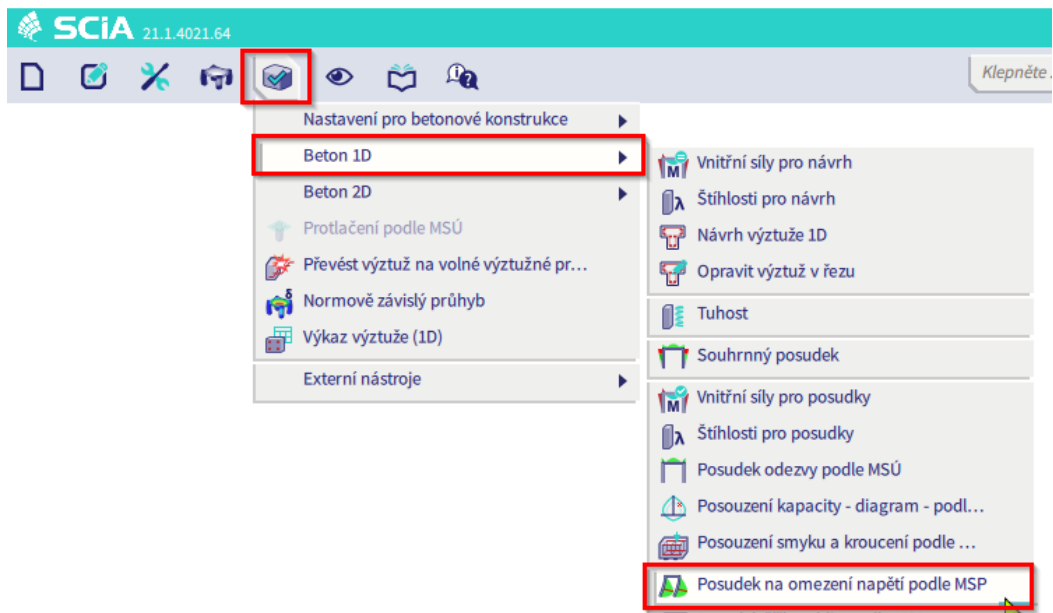 SCiA 21.1.4021.64
Klepněte .
Nastavení pro betonové konstrukce
Beton 1D
Beton 2D
Protlačení podle MSÚ
Převést výztuž na volné výztužné pr...
Normově závislý průhyb
Výkaz výztuže (1D)
Externí nástroje
Vnitřní síly pro návrh
Štíhlosti pro návrh
Návrh výztuže 1D
Opravit výztuž v řezu
Tuhost
Souhrnný posudek
Vnitřní síly pro posudky
Štíhlosti pro posudky
Posudek odezvy podle MSÚ
Posouzení kapacity - diagram - podl...
Posouzení smyku a kroucení podle ...
Posudek na omezení napětí podle MSP